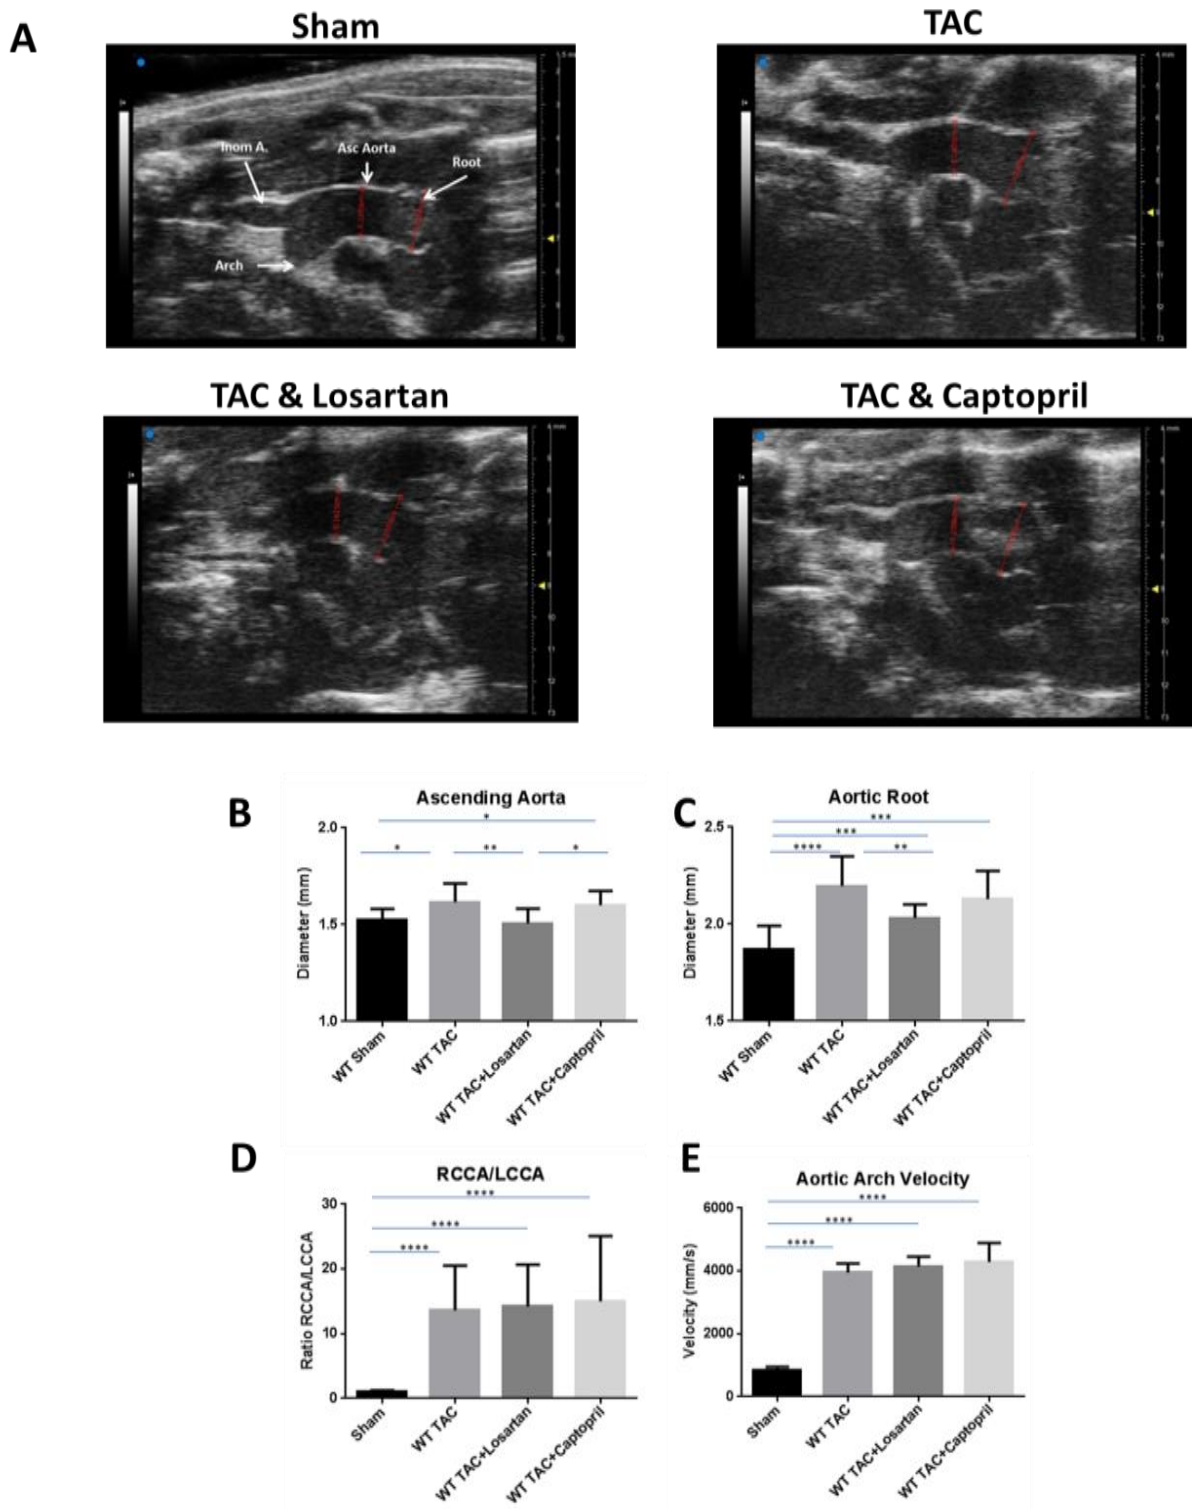 A
Sham
TAC
Inom A.
Asc Aorta
Root
Arch
TAC & Losartan
TAC & Captopril
B
Ascending Aorta
*
*
**
*
2.0
1.5
1.0
Diameter (mm)
WT Sham
WT TAC
WT TAC+Losartan
WT TAC+Captopril
C
Aortic Root
***
***
****
**
2.5
2.0
1.5
Diameter (mm)
WT Sham
WT TAC
WT TAC+Losartan
WT TAC+Captopril
D
RCCA/LCCA
****
****
****
30
20
10
0
Ratio RCCA/LCCA
Sham
WT TAC
WT TAC+Losartan
WT TAC+Captopril
E
Aortic Arch Velocity
****
****
****
6000
4000
2000
0
Velocity (mm/s)
Sham
WT TAC
WT TAC+Losartan
WT TAC+Captopril